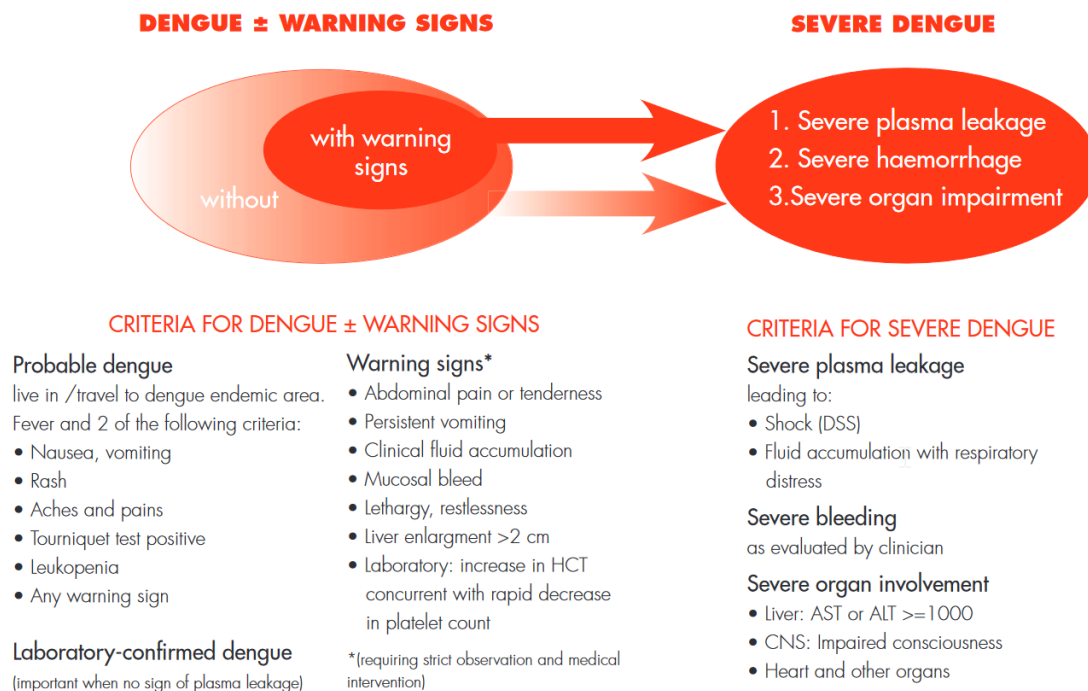 DENGUE ± WARNING SIGNS
SEVERE DENGUE
with warning
signs
without
1. Severe plasma leakage
2. Severe haemorrhage
3.Severe organ impairment
CRITERIA FOR DENGUE ± WARNING SIGNS
Probable dengue
live in /travel to dengue endemic area.
Fever and 2 of the following criteria:
• Nausea, vomiting
• Rash
• Aches and pains
• Tourniquet test positive
• Leukopenia
• Any warning sign
Laboratory-confirmed dengue
(important when no sign of plasma leakage)
Warning signs*
• Abdominal pain or tenderness
• Persistent vomiting
• Clinical fluid accumulation
• Mucosal bleed
• Lethargy, restlessness
• Liver enlargment >2 cm
• Laboratory: increase in HCT
concurrent with rapid decrease
in platelet count
*(requiring strict observation and medical
intervention)
CRITERIA FOR SEVERE DENGUE
Severe plasma leakage
leading to:
• Shock (DSS)
• Fluid accumulation with respiratory
distress
Severe bleeding
as evaluated by clinician
Severe organ involvement
• Liver: AST or ALT >=1000
• CNS: Impaired consciousness
• Heart and other organs